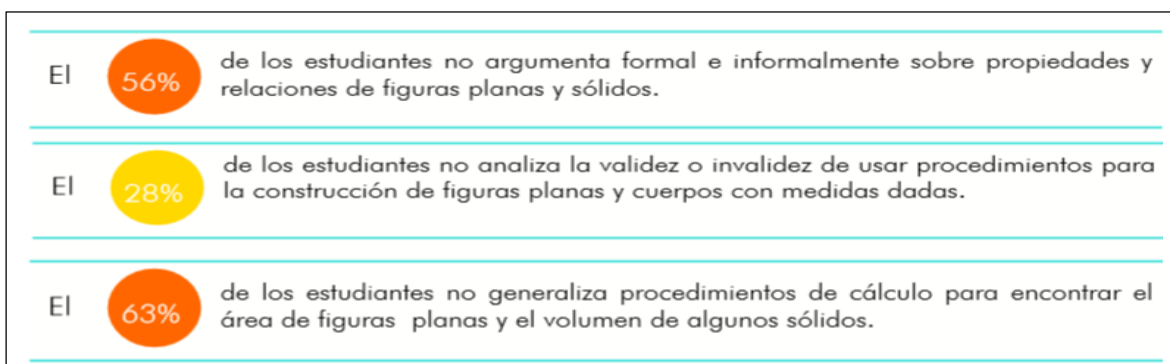 El 56% de los estudiantes no argumenta formal e informalmente sobre propiedades y
relaciones de figuras planas y sólidos.
El 28% de los estudiantes no analiza la validez o invalidez de usar procedimientos para
la construcción de figuras planas y cuerpos con medidas dadas.
El 63% de los estudiantes no generaliza procedimientos de cálculo para encontrar el
área de figuras planas y el volumen de algunos sólidos.